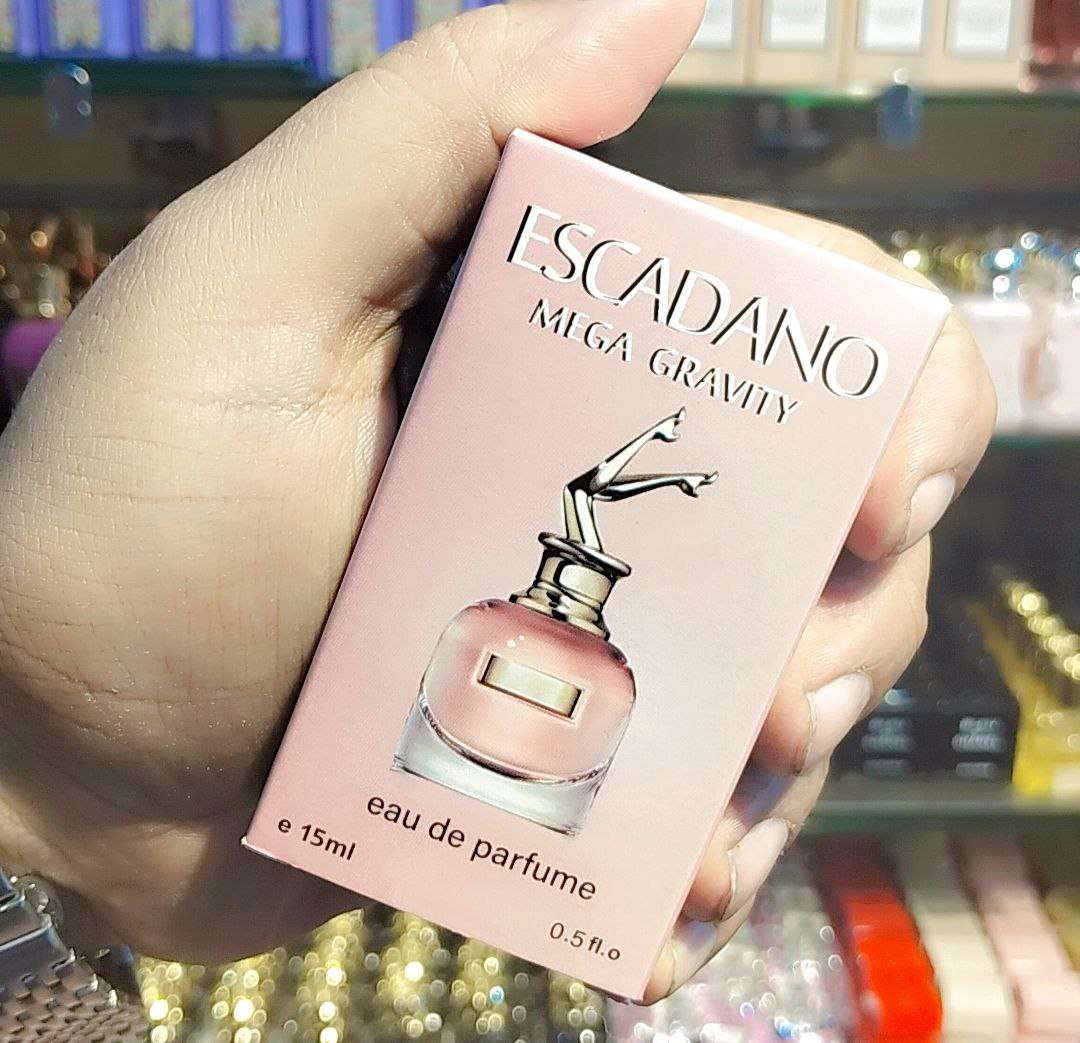 ESCADANO
MEGA GRAVITY
eau de parfume
e 15ml
0.5 fl.o